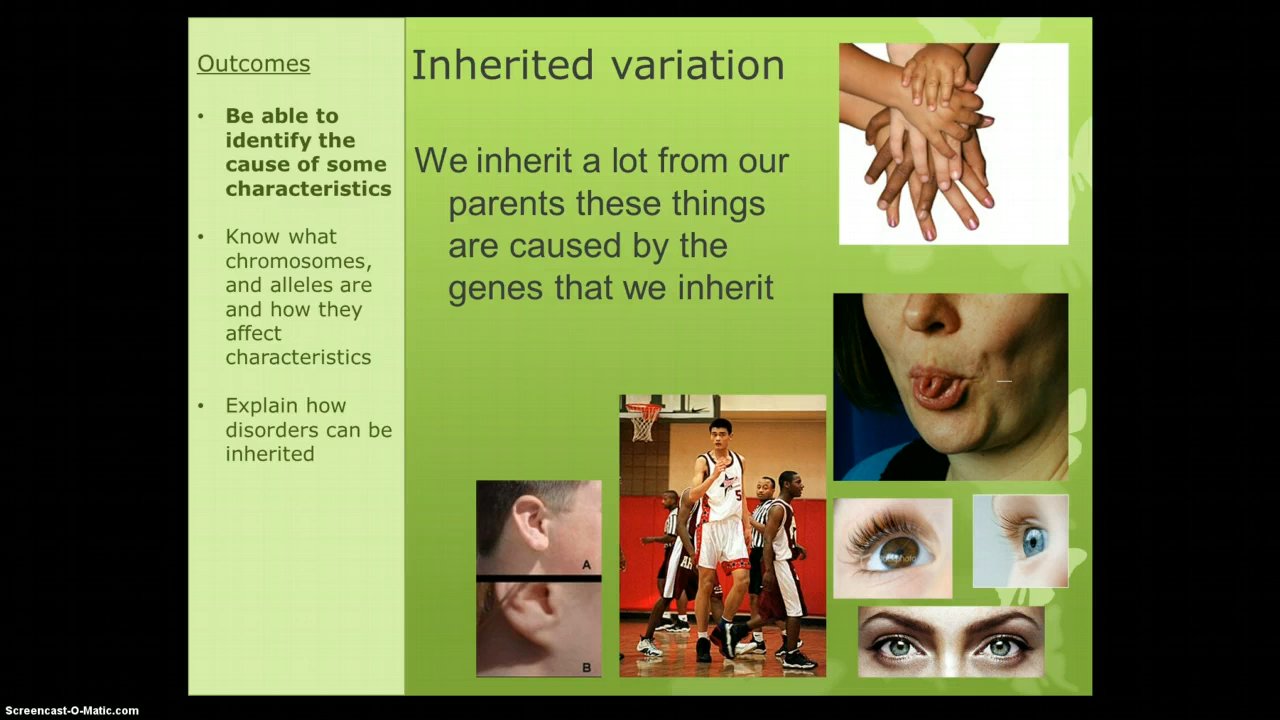 Outcomes
• Be able to
identify the
cause of some
characteristics
• Know what
chromosomes,
and alleles are
and how they
affect
characteristics
• Explain how
disorders can be
inherited
Inherited variation
We inherit a lot from our
parents these things
are caused by the
genes that we inherit
A
B
5
Screencast-O-Matic.com